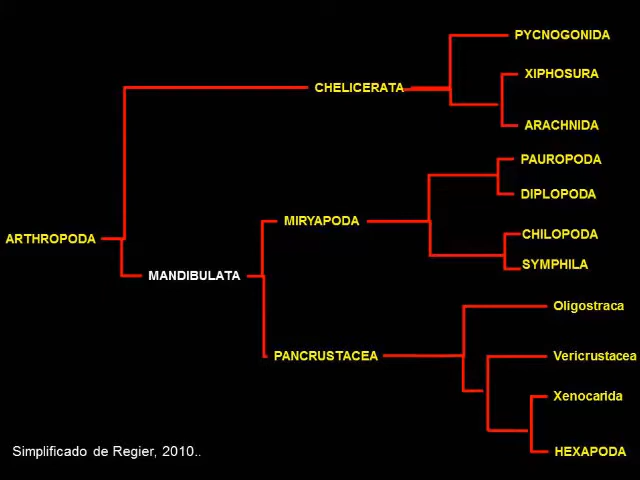 PYCNOGONIDA
XIPHOSURA
CHELICERATA
ARACHNIDA
PAUROPODA
DIPLOPODA
MIRYAPODA
CHILOPODA
ARTHROPODA
SYMPHILA
MANDIBULATA
Oligostraca
PANCRUSTACEA
Vericrustacea
Xenocarida
HEXAPODA
Simplificado de Regier, 2010..